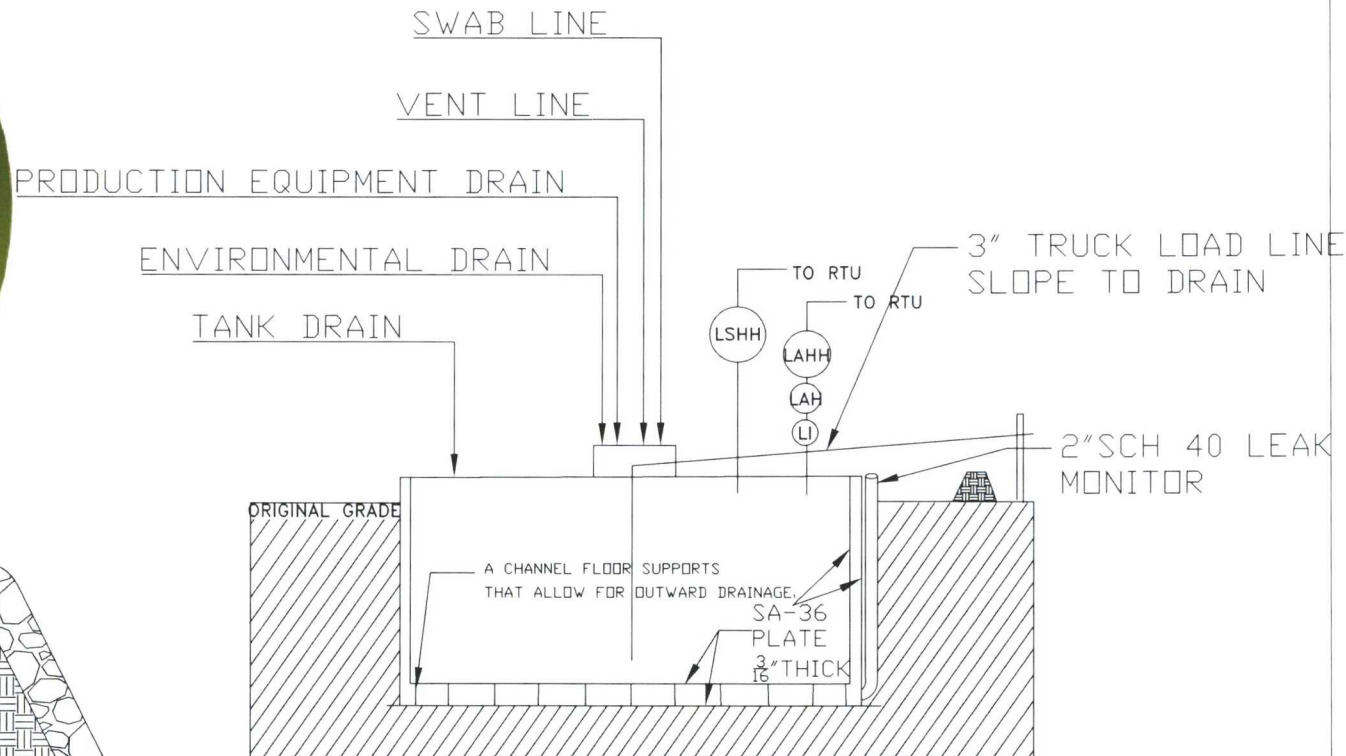 SWAB LINE
VENT LINE
PRODUCTION EQUIPMENT DRAIN
ENVIRONMENTAL DRAIN
TANK DRAIN
3" TRUCK LOAD LINE
SLOPE TO DRAIN
TO RTU
TO RTU
LSHH
LAHH
LAH
LI
2"SCH 40 LEAK
MONITOR
ORIGINAL GRADE
A CHANNEL FLOOR SUPPORTS
THAT ALLOW FOR OUTWARD DRAINAGE.
SA-36
PLATE
3/16"THICK